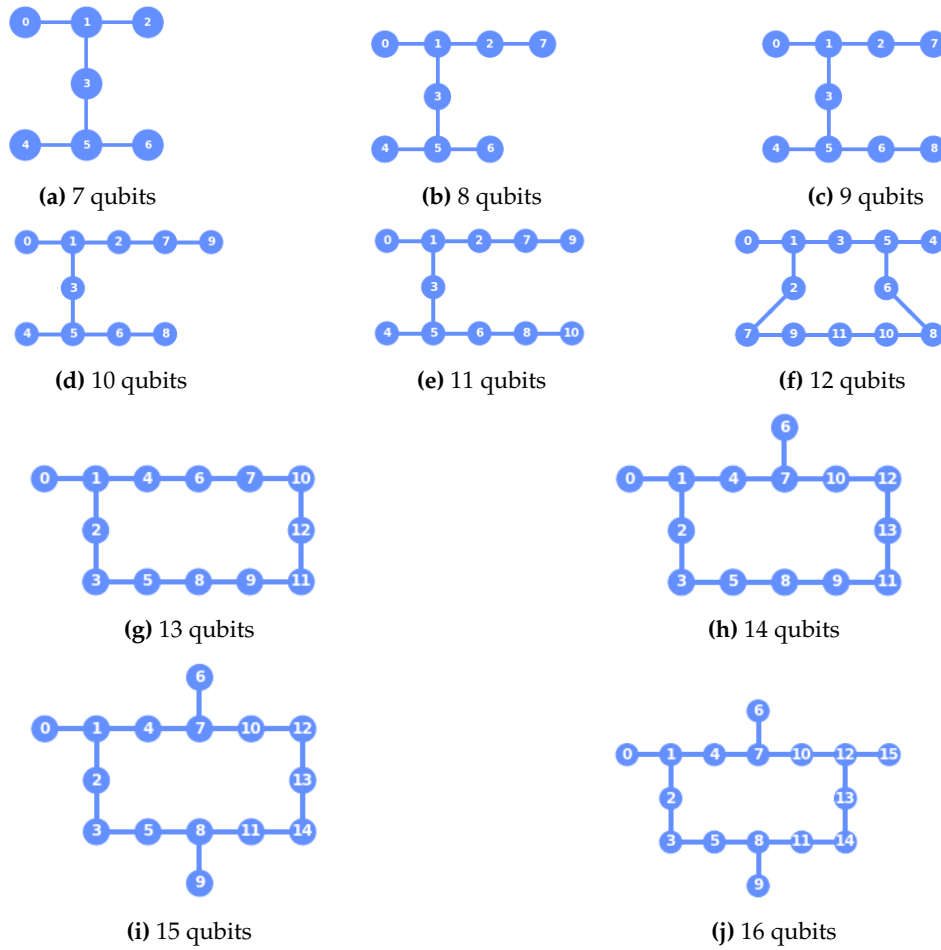 0 1 2
3
4 5 6
(a) 7 qubits
0 1 2 7
3
4 5 6
(b) 8 qubits
0 1 2 7
3
4 5 6 8
(c) 9 qubits
0 1 2 7 9
3
4 5 6 8
(d) 10 qubits
0 1 2 7 9
3
4 5 6 8 10
(e) 11 qubits
0 1 3 5 4
2 6
7 9 11 10 8
(f) 12 qubits
0 1 4 6 7 10
2 12
3 5 8 9 11
(g) 13 qubits
6
0 1 4 7 10 12
2 13
3 5 8 9 11
(h) 14 qubits
6
0 1 4 7 10 12
2 13
3 5 8 11 14
9
(i) 15 qubits
6
0 1 4 7 10 12 15
2 13
3 5 8 11 14
9
(j) 16 qubits